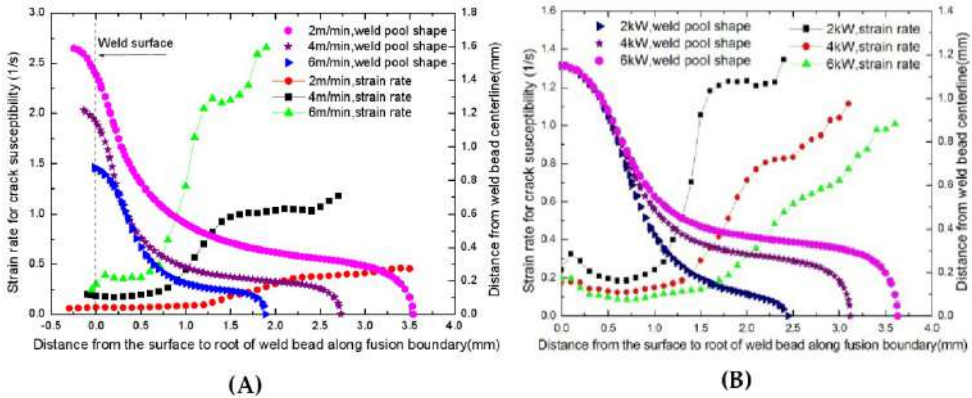 3.0
2.5
2.0
1.5
1.0
0.5
0.0
Strain rate for crack susceptibility (1/s)
Weld surface
2m/min,weld pool shape
4m/min,weld pool shape
6m/min,weld pool shape
2m/min,strain rate
4m/min,strain rate
6m/min,strain rate
1.8
1.6
1.4
1.2
1.0
0.8
0.6
0.4
0.2
0.0
Distance from weld bead centerline(mm)
-0.5 0.0 0.5 1.0 1.5 2.0 2.5 3.0 3.5 4.0
Distance from the surface to root of weld bead along fusion boundary(mm)
(A)
1.6
1.4
1.2
1.0
0.8
0.6
0.4
0.2
0.0
Strain rate for crack susceptibility (1/s)
2kW,weld pool shape
4kW,weld pool shape
6kW,weld pool shape
2kW,strain rate
4kW,strain rate
6kW,strain rate
1.4
1.2
1.0
0.8
0.6
0.4
0.2
0.0
Distance from weld bead centerline(mm)
0.0 0.5 1.0 1.5 2.0 2.5 3.0 3.5 4.0
Distance from the surface to root of weld bead along fusion boundary(mm)
(B)